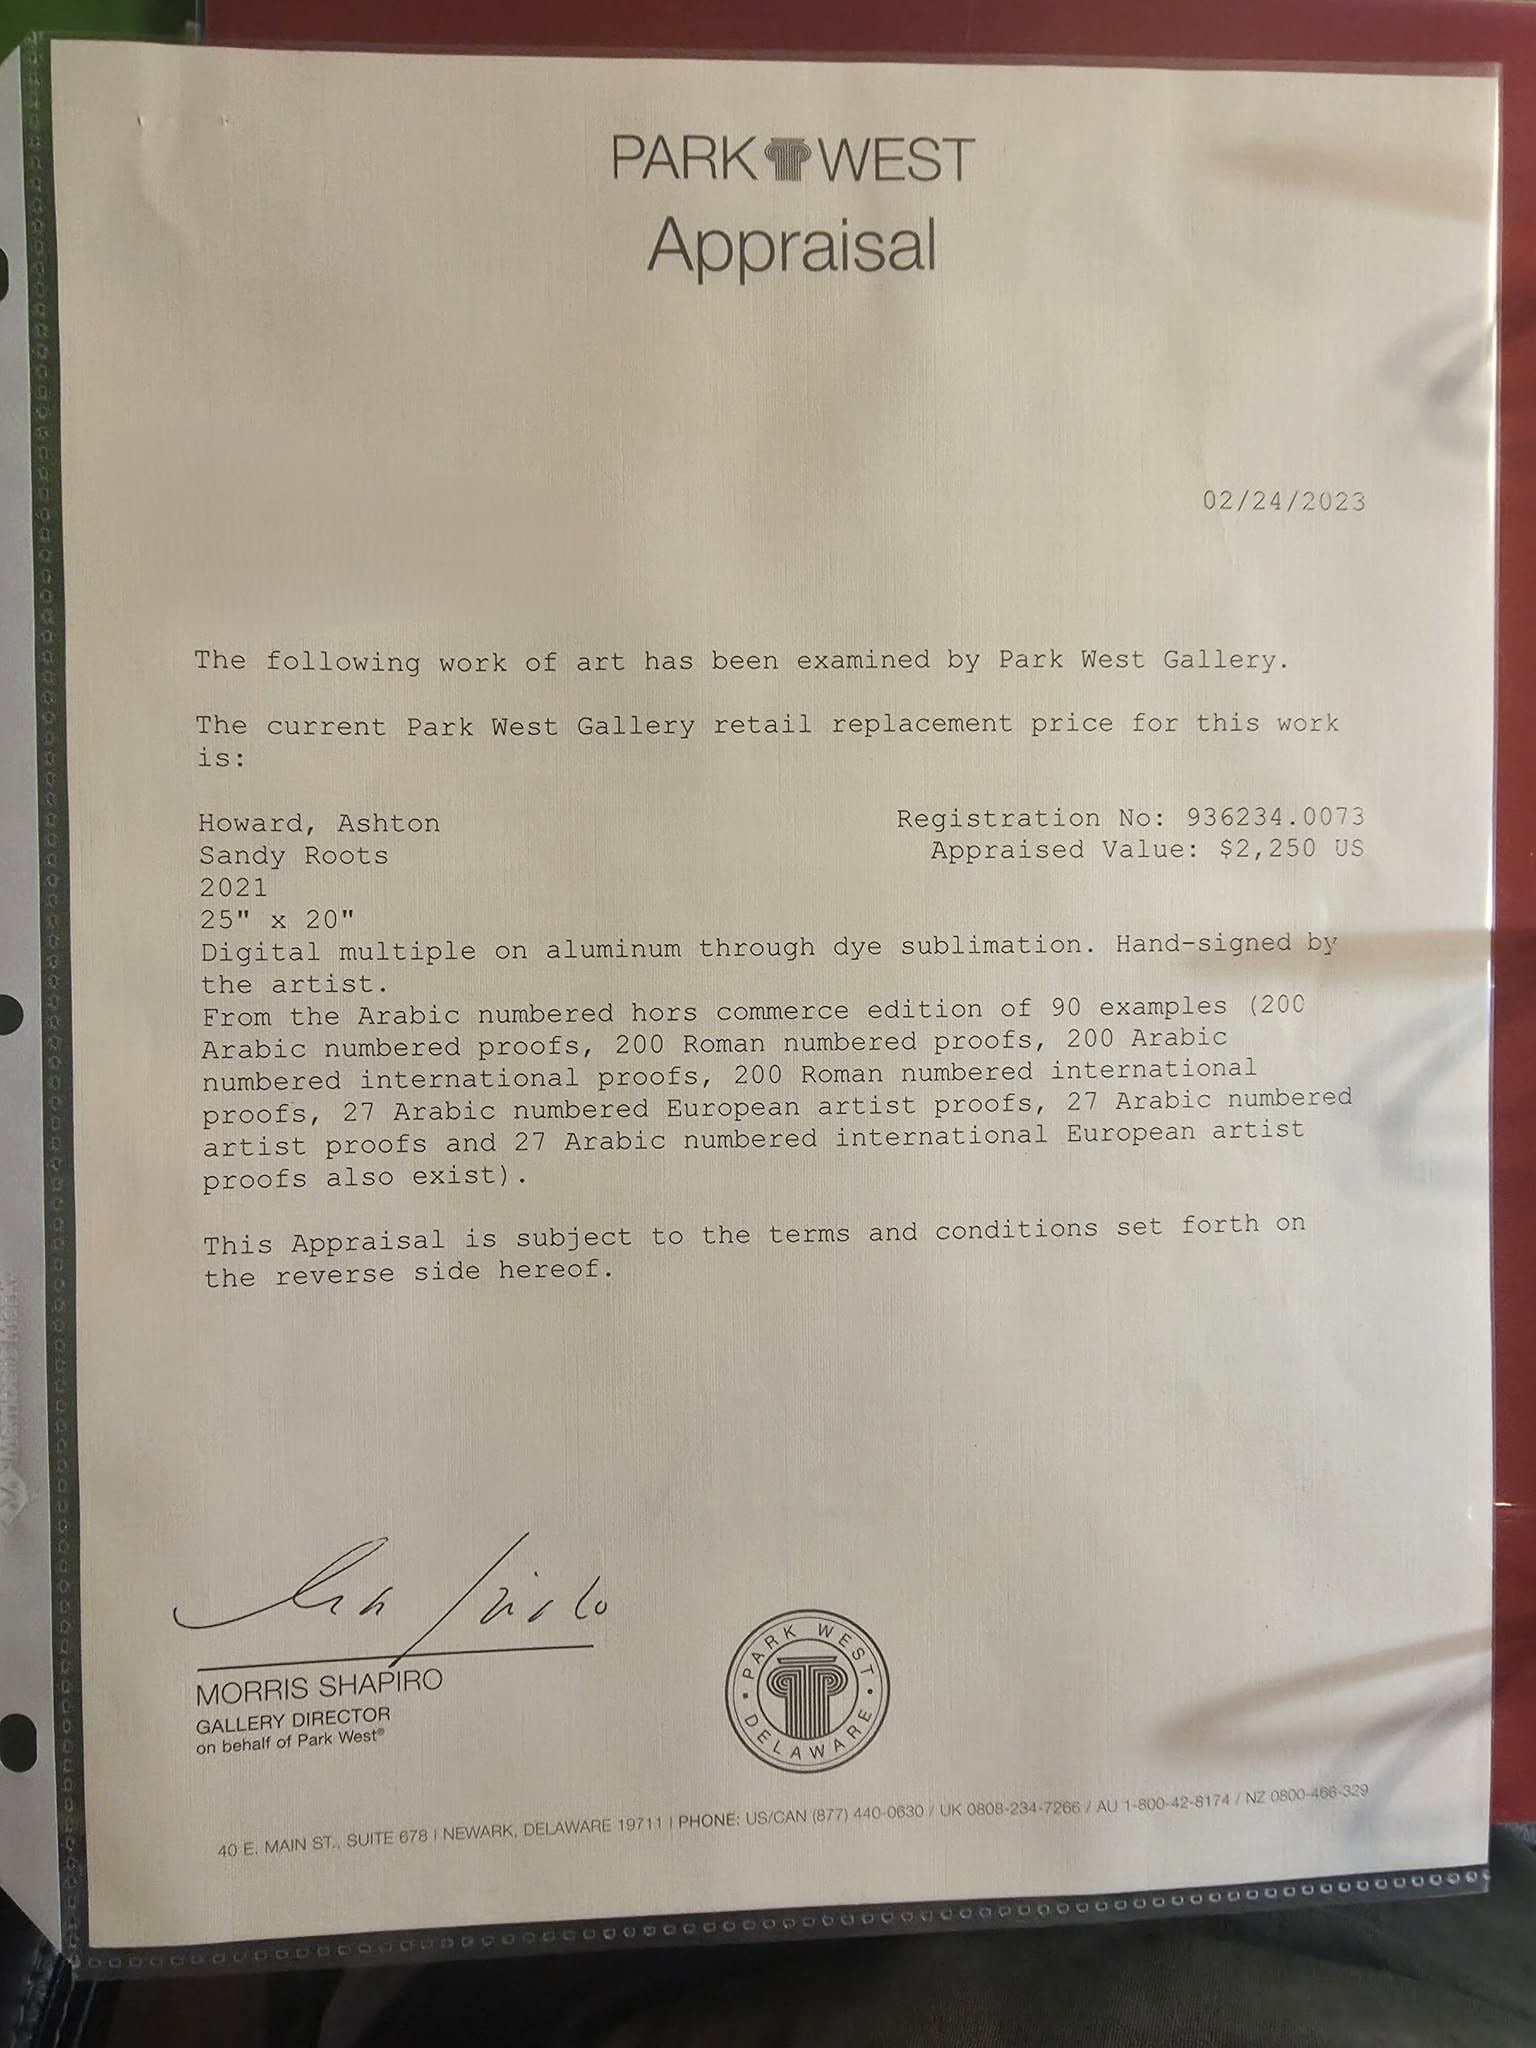 PARK WEST
Appraisal
02/24/2023
The following work of art has been examined by Park West Gallery.
The current Park West Gallery retail replacement price for this work
is:
Howard, Ashton
Registration No: 936234.0073
Sandy Roots
Appraised Value: $2,250 US
2021
25" x 20"
Digital multiple on aluminum through dye sublimation. Hand-signed by
the artist.
From the Arabic numbered hors commerce edition of 90 examples (200
Arabic numbered proofs, 200 Roman numbered proofs, 200 Arabic
numbered international proofs, 200 Roman numbered international
proofs, 27 Arabic numbered European artist proofs, 27 Arabic numbered
artist proofs and 27 Arabic numbered international European artist
proofs also exist).
This Appraisal is subject to the terms and conditions set forth on
the reverse side hereof.
MORRIS SHAPIRO
GALLERY DIRECTOR
on behalf of Park West®
PARK WEST
DELAWARE
40 E. MAIN ST., SUITE 678 | NEWARK, DELAWARE 19711 | PHONE: US/CAN (877) 440-0630 / UK 0808-234-7266 / AU 1-800-42-8174 / NZ 0800-466-329